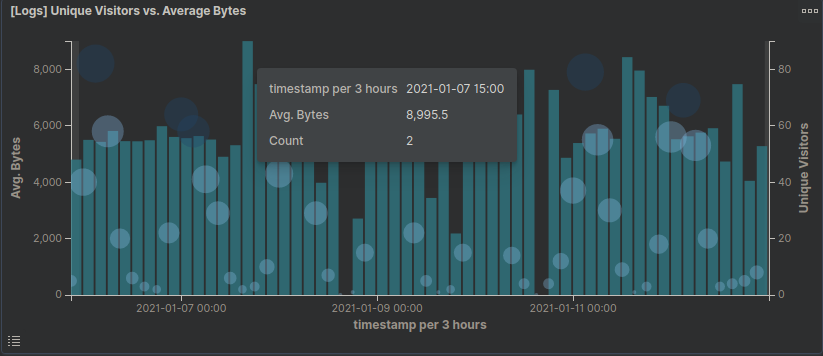 [Logs] Unique Visitors vs. Average Bytes
8,000
6,000
4,000
2,000
0
Avg. Bytes
timestamp per 3 hours 2021-01-07 15:00
Avg. Bytes 8,995.5
Count 2
80
60
40
20
0
Unique Visitors
2021-01-07 00:00
2021-01-09 00:00
2021-01-11 00:00
timestamp per 3 hours